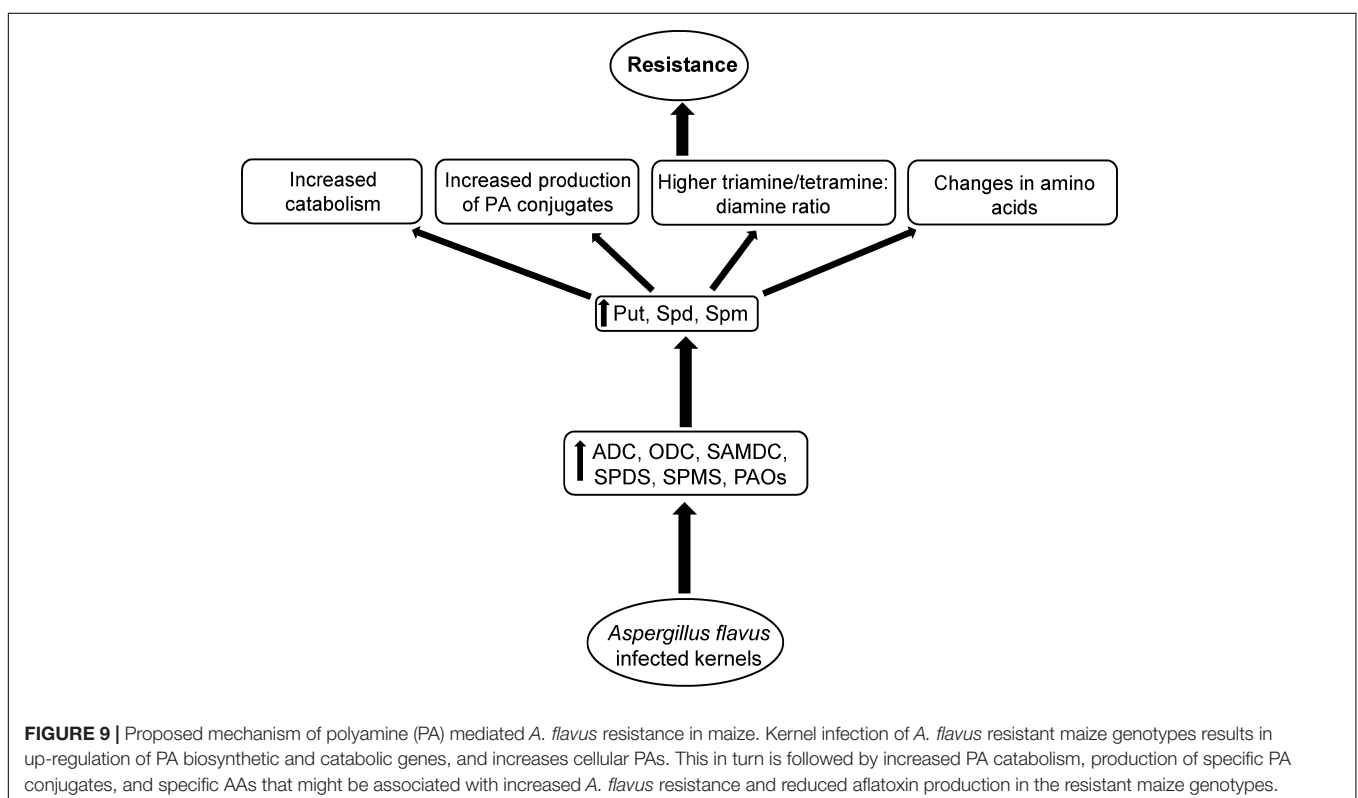 Resistance
Increased
catabolism
Increased production
of PA conjugates
Higher triamine/tetramine:
diamine ratio
Changes in amino
acids
Put, Spd, Spm
ADC, ODC, SAMDC,
SPDS, SPMS, PAOs
Aspergillus flavus
infected kernels
FIGURE 9 | Proposed mechanism of polyamine (PA) mediated A. flavus resistance in maize. Kernel infection of A. flavus resistant maize genotypes results in
up-regulation of PA biosynthetic and catabolic genes, and increases cellular PAs. This in turn is followed by increased PA catabolism, production of specific PA
conjugates, and specific AAs that might be associated with increased A. flavus resistance and reduced aflatoxin production in the resistant maize genotypes.